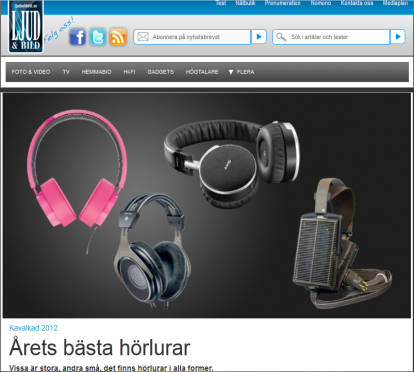 Test Nätbutik Prenumeration Nomono Kontakta oss Mediaplan
LJUD
& BILD
Följ oss!
Abonnera på nyhetsbrevet
Sök i artiklar och tester
FOTO & VIDEO TV HEMMABIO HI-FI GADGETS HÖGTALARE FLERA
AKG
Kavalkad 2012
Årets bästa hörlurar
Vissa är stora, andra små, det finns hörlurar i alla former.